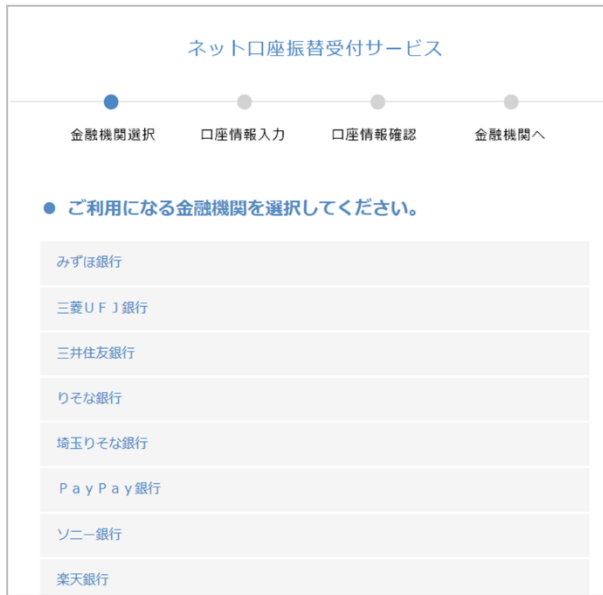 ネット口座振替受付サービス
金融機関選択 口座情報入力 口座情報確認 金融機関へ
● ご利用になる金融機関を選択してください。
みずほ銀行
三菱ＵＦＪ銀行
三井住友銀行
りそな銀行
埼玉りそな銀行
ＰａｙＰａｙ銀行
ソニー銀行
楽天銀行